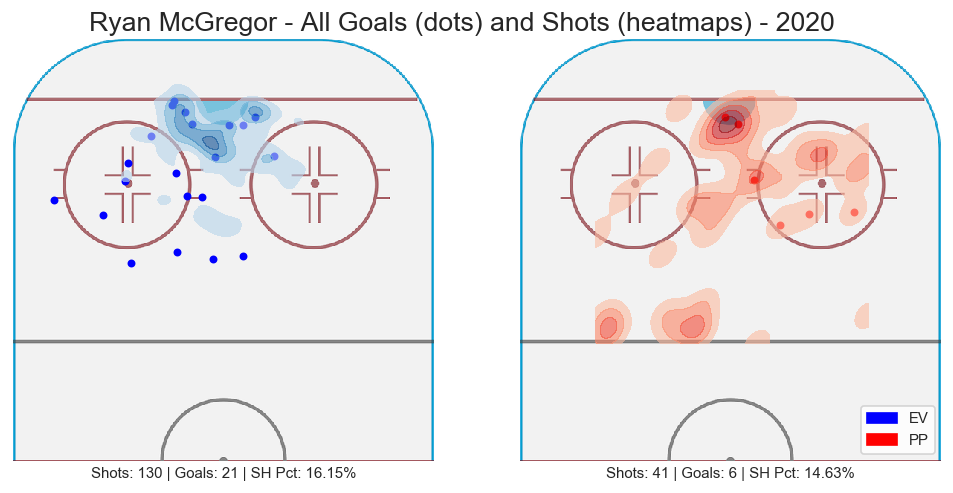 Ryan McGregor - All Goals (dots) and Shots (heatmaps) - 2020
EV
PP
Shots: 130 | Goals: 21 | SH Pct: 16.15%
Shots: 41 | Goals: 6 | SH Pct: 14.63%